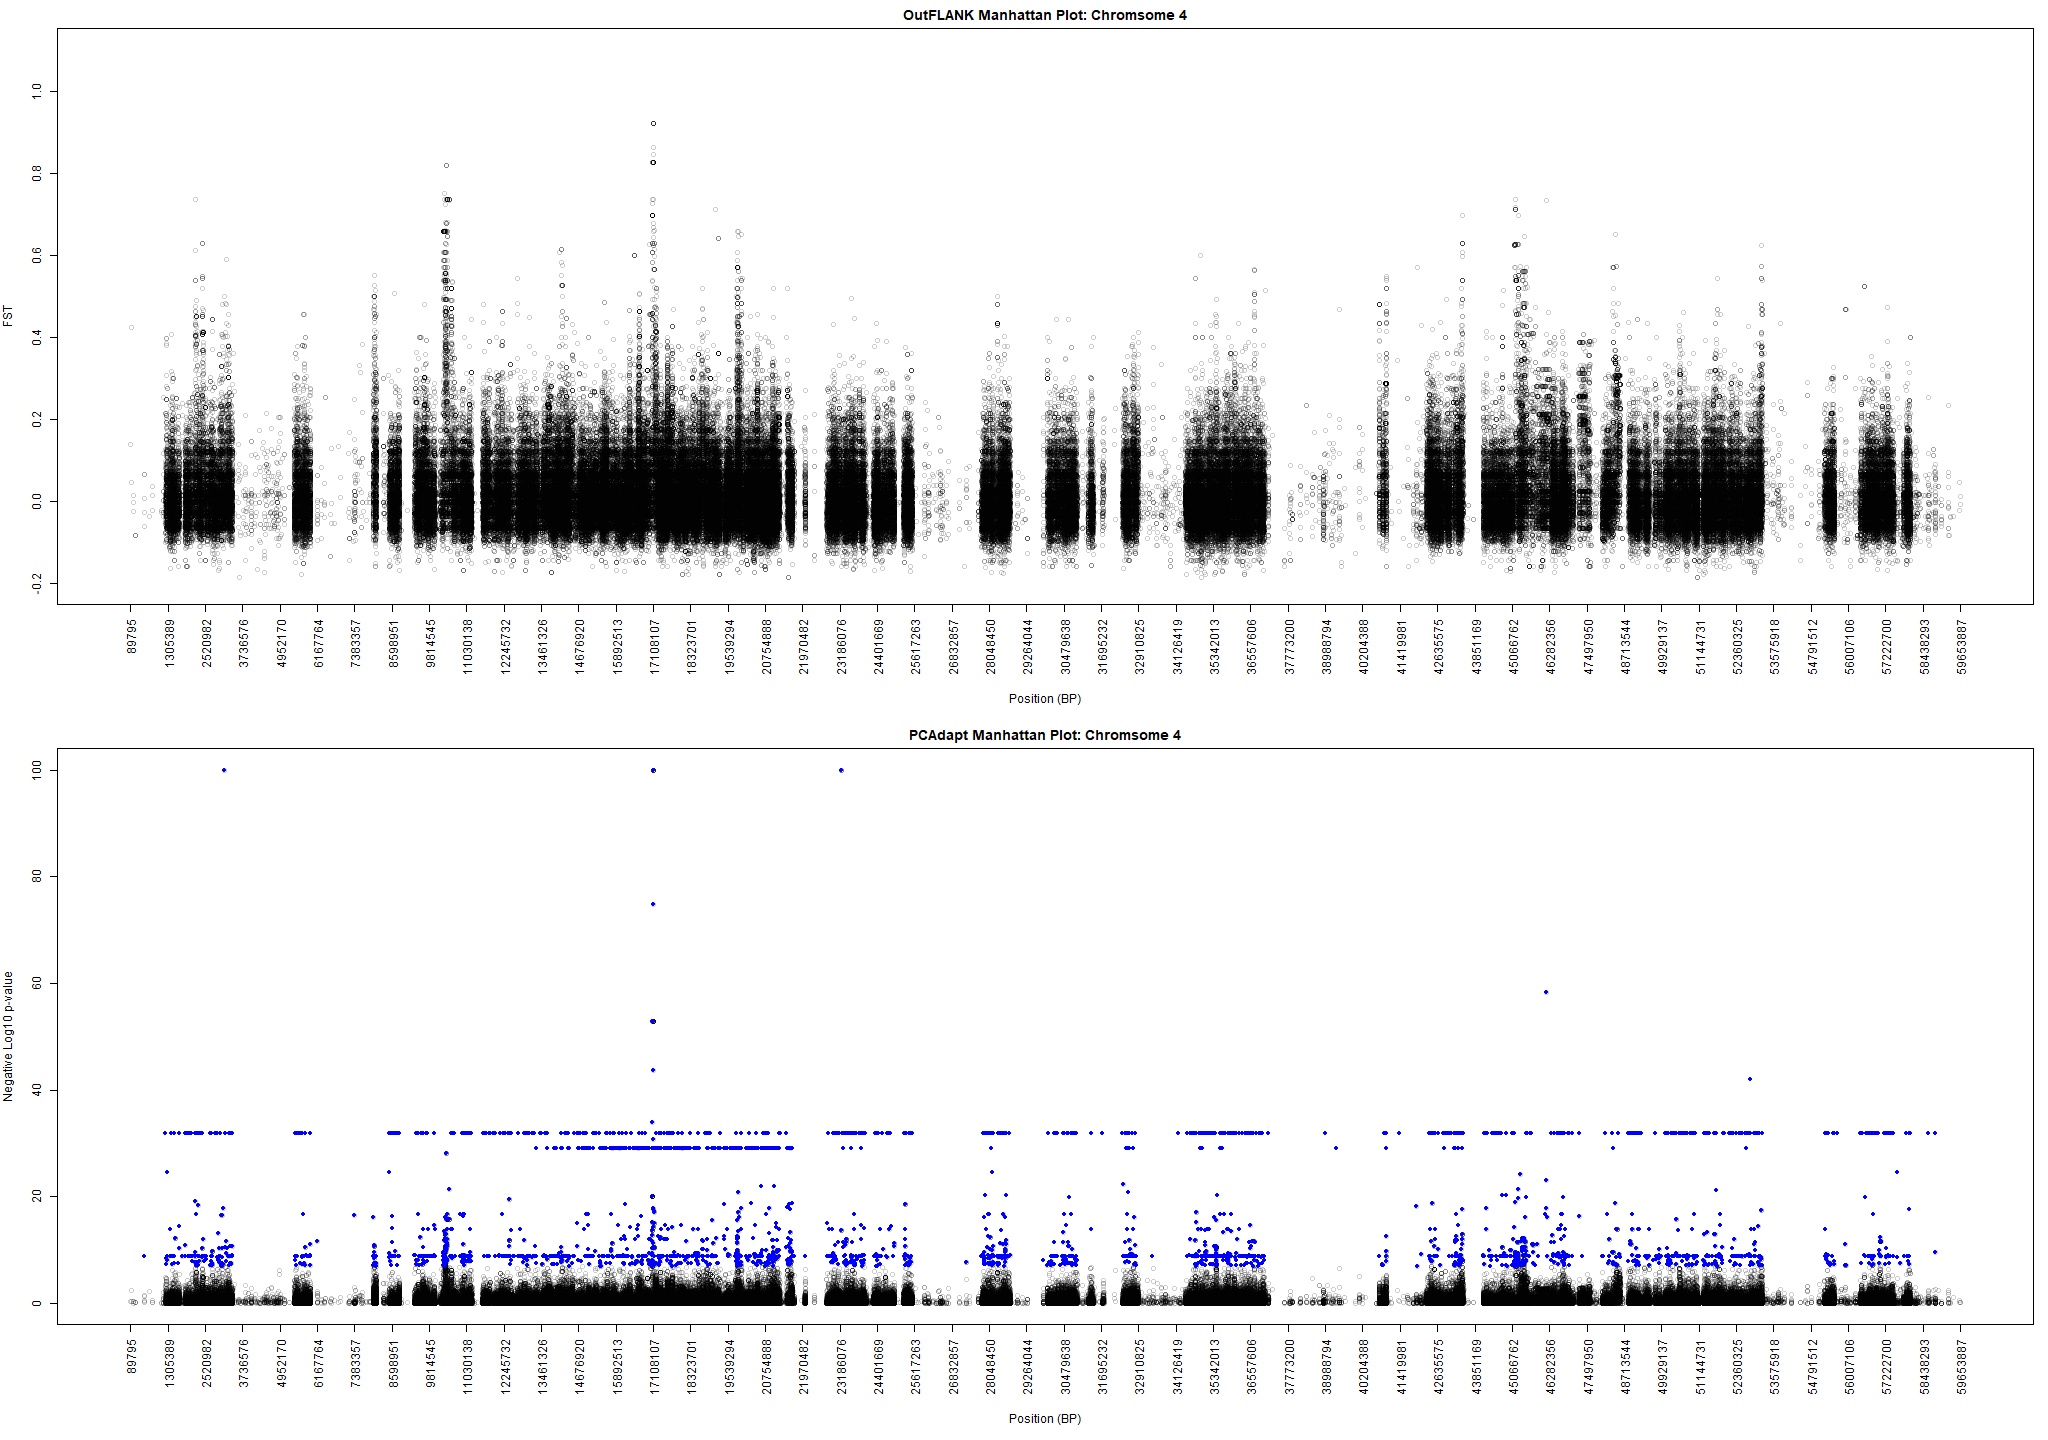 OutFLANK Manhattan Plot: Chromsome 4
FST
1.0
0.8
0.6
0.4
0.2
0.0
-0.2
89795 1305389 2520982 3736576 4952170 6167764 7383357 8598951 9814545 11030138 12245732 13461326 14676920 15892513 17108107 18323701 19539294 20754888 21970482 23186076 24401669 25617263 26832857 28048450 29264044 30479638 31695232 32910825 34126419 35342013 36557606 37773200 38988794 40204388 41419981 42635575 43851169 45066762 46282356 47497950 48713544 49929137 51144731 52360325 53575918 54791512 56007106 57222700 58438293 59653887
Position (BP)
PCAdapt Manhattan Plot: Chromsome 4
Negative Log10 p-value
100
80
60
40
20
0
89795 1305389 2520982 3736576 4952170 6167764 7383357 8598951 9814545 11030138 12245732 13461326 14676920 15892513 17108107 18323701 19539294 20754888 21970482 23186076 24401669 25617263 26832857 28048450 29264044 30479638 31695232 32910825 34126419 35342013 36557606 37773200 38988794 40204388 41419981 42635575 43851169 45066762 46282356 47497950 48713544 49929137 51144731 52360325 53575918 54791512 56007106 57222700 58438293 59653887
Position (BP)